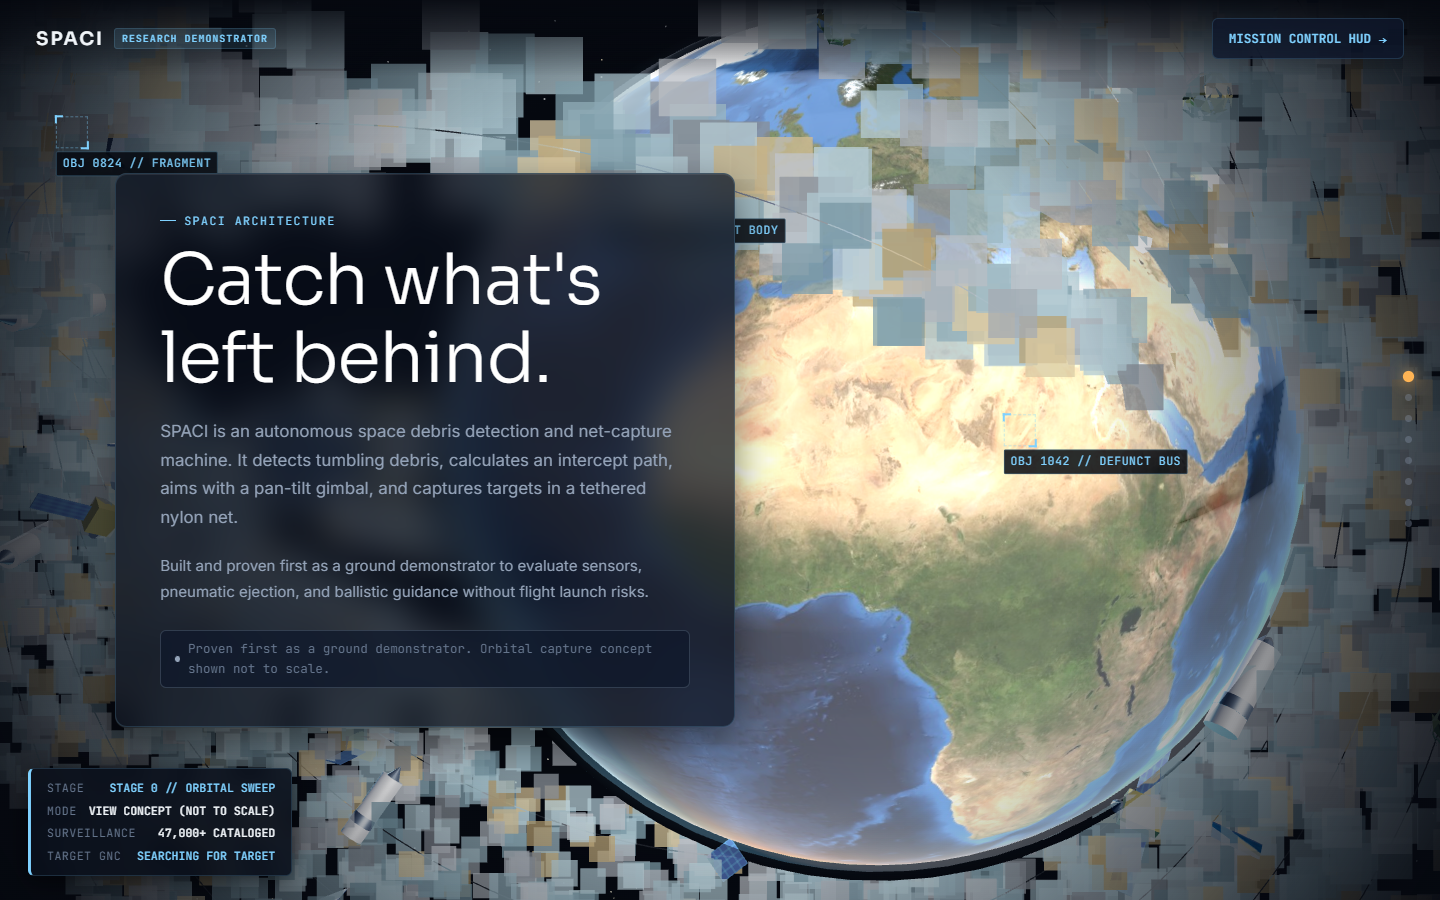 SPACI
RESEARCH DEMONSTRATOR
MISSION CONTROL HUD →
OBJ 0824 // FRAGMENT
T BODY
— SPACI ARCHITECTURE
Catch what's
left behind.
SPACI is an autonomous space debris detection and net-capture
machine. It detects tumbling debris, calculates an intercept path,
aims with a pan-tilt gimbal, and captures targets in a tethered
nylon net.
Built and proven first as a ground demonstrator to evaluate sensors,
pneumatic ejection, and ballistic guidance without flight launch risks.
Proven first as a ground demonstrator. Orbital capture concept
shown not to scale.
OBJ 1042 // DEFUNCT BUS
STAGE STAGE 0 // ORBITAL SWEEP
MODE VIEW CONCEPT (NOT TO SCALE)
SURVEILLANCE 47,000+ CATALOGED
TARGET GNC SEARCHING FOR TARGET